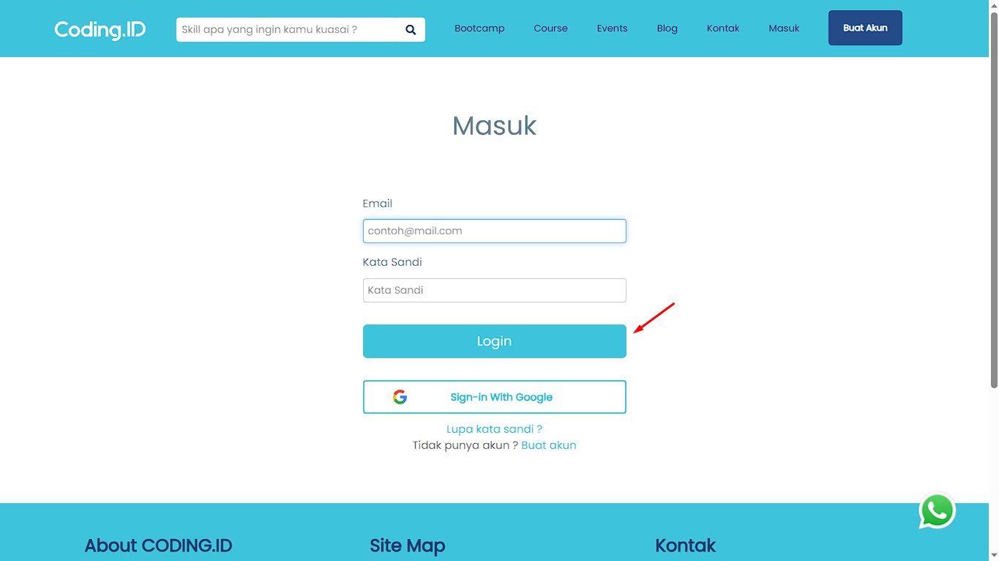 Coding.ID
Skill apa yang ingin kamu kuasai ?
Bootcamp
Course
Events
Blog
Kontak
Masuk
Buat Akun
Masuk
Email
contoh@mail.com
Kata Sandi
Kata Sandi
Login
Sign-in With Google
Lupa kata sandi ?
Tidak punya akun ? Buat akun
About CODING.ID
Site Map
Kontak